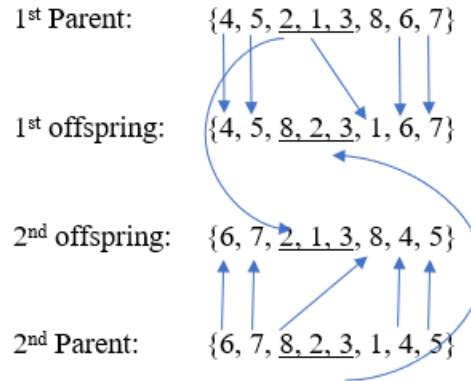 1st Parent: {4, 5, 2, 1, 3, 8, 6, 7}
1st offspring: {4, 5, 8, 2, 3, 1, 6, 7}
2nd offspring: {6, 7, 2, 1, 3, 8, 4, 5}
2nd Parent: {6, 7, 8, 2, 3, 1, 4, 5}